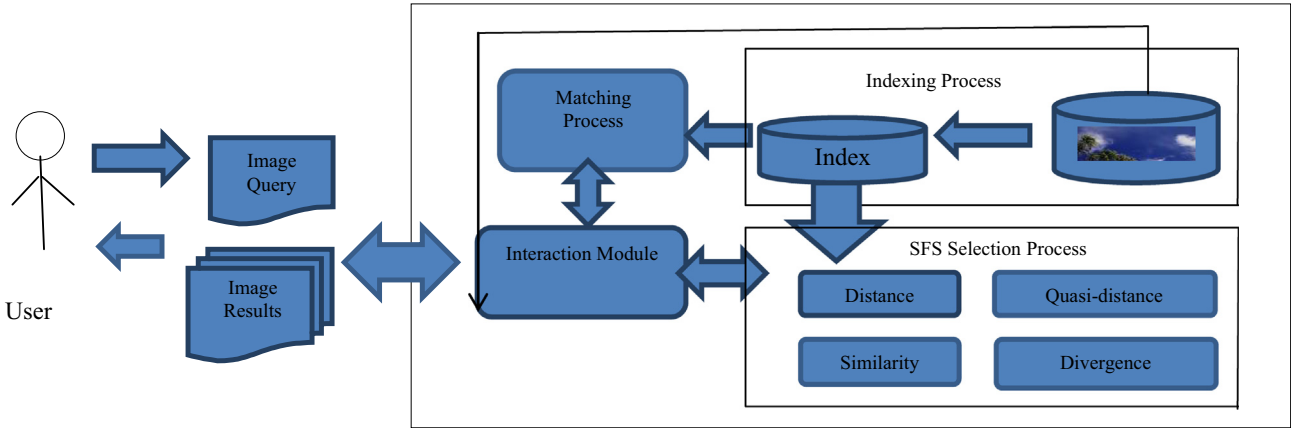 User
Image
Query
Image
Results
Matching
Process
Interaction Module
Indexing Process
Index
SFS Selection Process
Distance
Quasi-distance
Similarity
Divergence